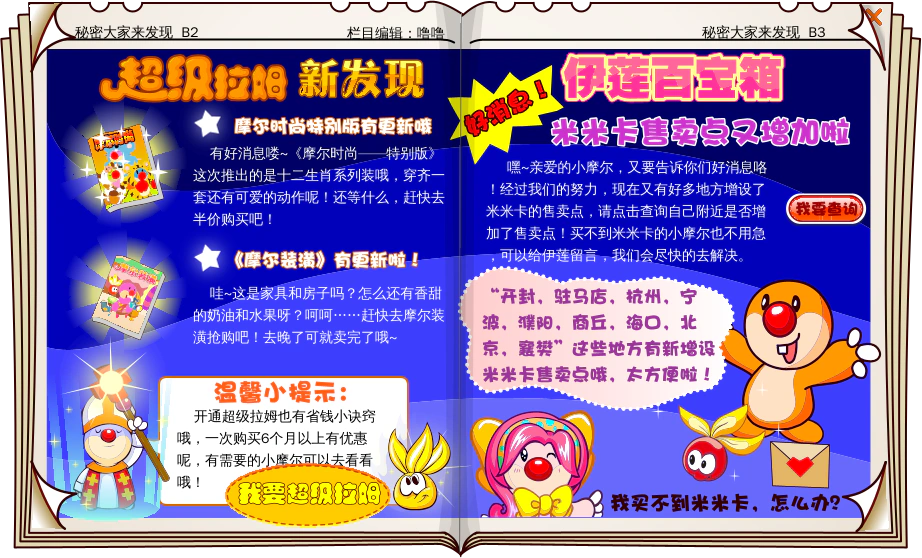 秘密大家来发现 B2
栏目编辑：噜噜
超级拉姆 新发现
摩尔时尚特别版有更新哦
有好消息喽~《摩尔时尚——特别版》
这次推出的是十二生肖系列装哦，穿齐一
套还有可爱的动作呢！还等什么，赶快去
半价购买吧！
《摩尔装潢》有更新啦！
哇~这是家具和房子吗？怎么还有香甜
的奶油和水果呀？呵呵……赶快去摩尔装
潢抢购吧！去晚了可就卖完了哦~
温馨小提示：
开通超级拉姆也有省钱小诀窍
哦，一次购买6个月以上有优惠
呢，有需要的小摩尔可以去看看
哦！
我要超级拉姆
秘密大家来发现 B3
好消息！
伊莲百宝箱
米米卡售卖点又增加啦
嘿~亲爱的小摩尔，又要告诉你们好消息咯
！经过我们的努力，现在又有好多地方增设了
米米卡的售卖点，请点击查询自己附近是否增
加了售卖点！买不到米米卡的小摩尔也不用急
，可以给伊莲留言，我们会尽快的去解决。
我要查询
“开封，驻马店，杭州，宁
波，濮阳，商丘，海口，北
京，襄樊”这些地方有新增设
米米卡售卖点哦，太方便啦！
我买不到米米卡，怎么办？